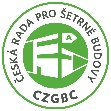 ČESKÁ RADA PRO ŠETRNÉ BUDOVY
CZGBC